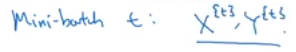 Mini-batch t: X^{t}, Y^{t}.